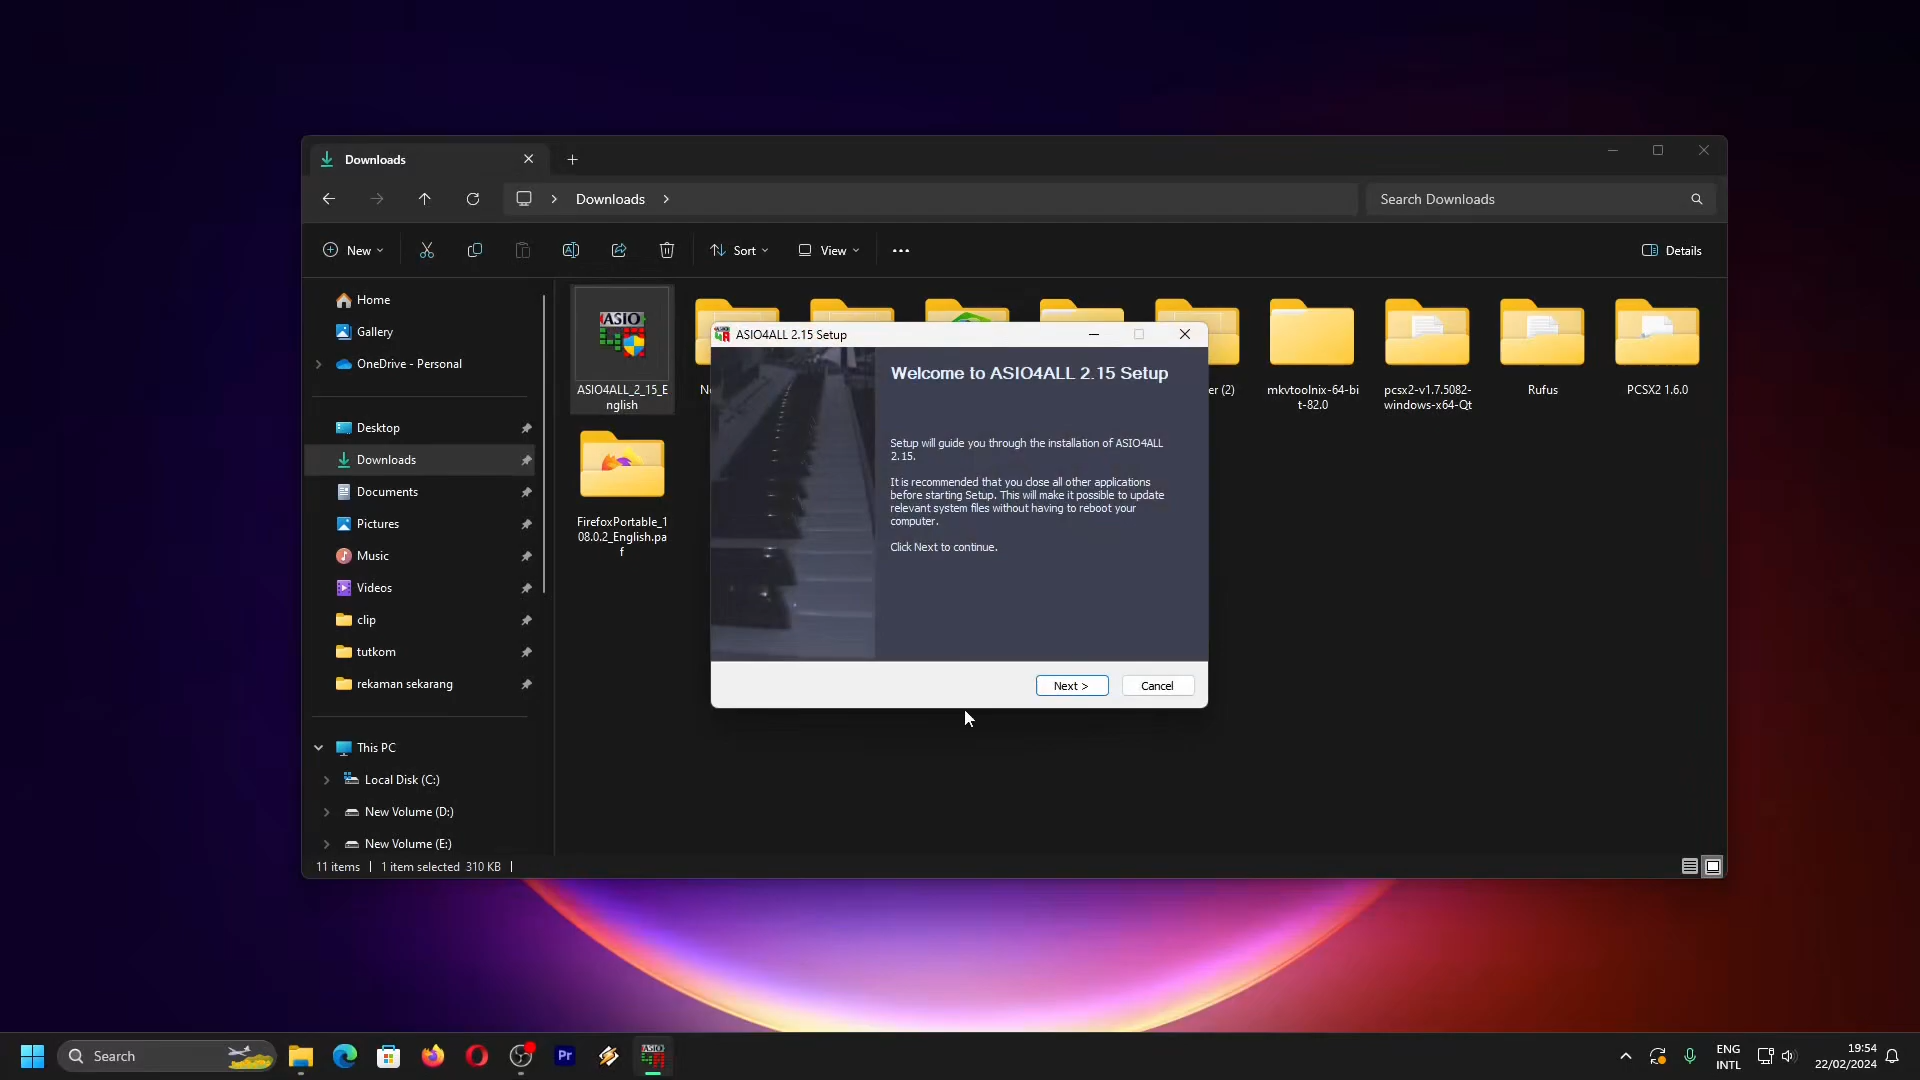 Downloads
Downloads
Search Downloads
New
Sort
View
Details
Home
Gallery
OneDrive - Personal
Desktop
Downloads
Documents
Pictures
Music
Videos
clip
tutkom
rekaman sekarang
This PC
Local Disk (C:)
New Volume (D:)
New Volume (E:)
ASIO
ASIO4ALL_2_15_E
nglish
er (2)
mkvtoolnix-64-bi
t-82.0
pcsx2-v1.7.5082-
windows-x64-Qt
Rufus
PCSX2 1.6.0
FirefoxPortable_1
08.0.2_English.pa
f
ASIO4ALL 2.15 Setup
Welcome to ASIO4ALL 2.15 Setup
Setup will guide you through the installation of ASIO4ALL
2.15.
It is recommended that you close all other applications
before starting Setup. This will make it possible to update
relevant system files without having to reboot your
computer.
Click Next to continue.
Next >
Cancel
11 items
1 item selected 310 KB
Search
Pr
ASIO
ENG
INTL
19:54
22/02/2024